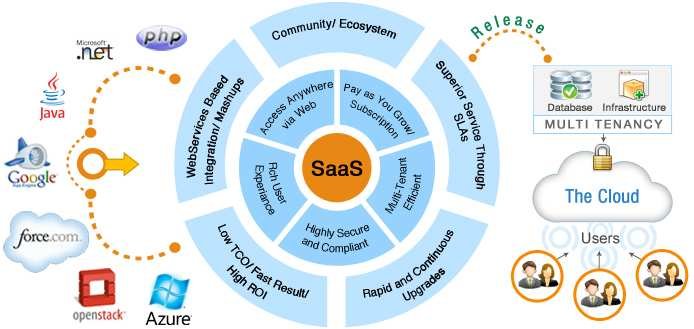 Microsoft
.net
php
Java
Google
App Engine
force.com
openstack
Azure
Community/ Ecosystem
WebServices Based
Integration/ Mashups
Superior Service Through
SLAs
Low TCO/ Fast Result/
High ROI
Rapid and Continuous
Upgrades
Access Anywhere
via Web
Pay as You Grow/
Subscription
Rich User
Experiance
Multi-Tenant
Efficient
Highly Secure
and Compliant
SaaS
Release
Database
Infrastructure
MULTI TENANCY
The Cloud
Users